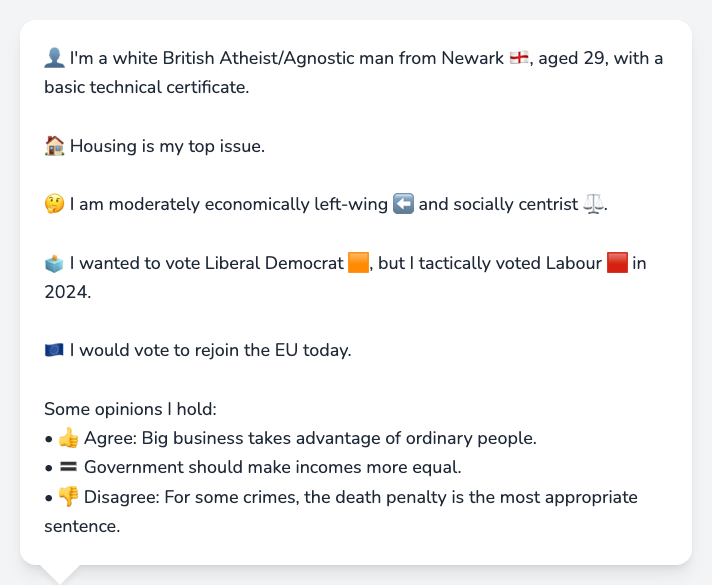 👤 I'm a white British Atheist/Agnostic man from Newark 🏴󠁧󠁢󠁥󠁮󠁧󠁿, aged 29, with a
basic technical certificate.
🏠 Housing is my top issue.
🤔 I am moderately economically left-wing ⬅️ and socially centrist ⚖️.
🗳️ I wanted to vote Liberal Democrat 🟧, but I tactically voted Labour 🟥 in
2024.
🇪🇺 I would vote to rejoin the EU today.
Some opinions I hold:
• 👍 Agree: Big business takes advantage of ordinary people.
• 🟰 Government should make incomes more equal.
• 👎 Disagree: For some crimes, the death penalty is the most appropriate
sentence.